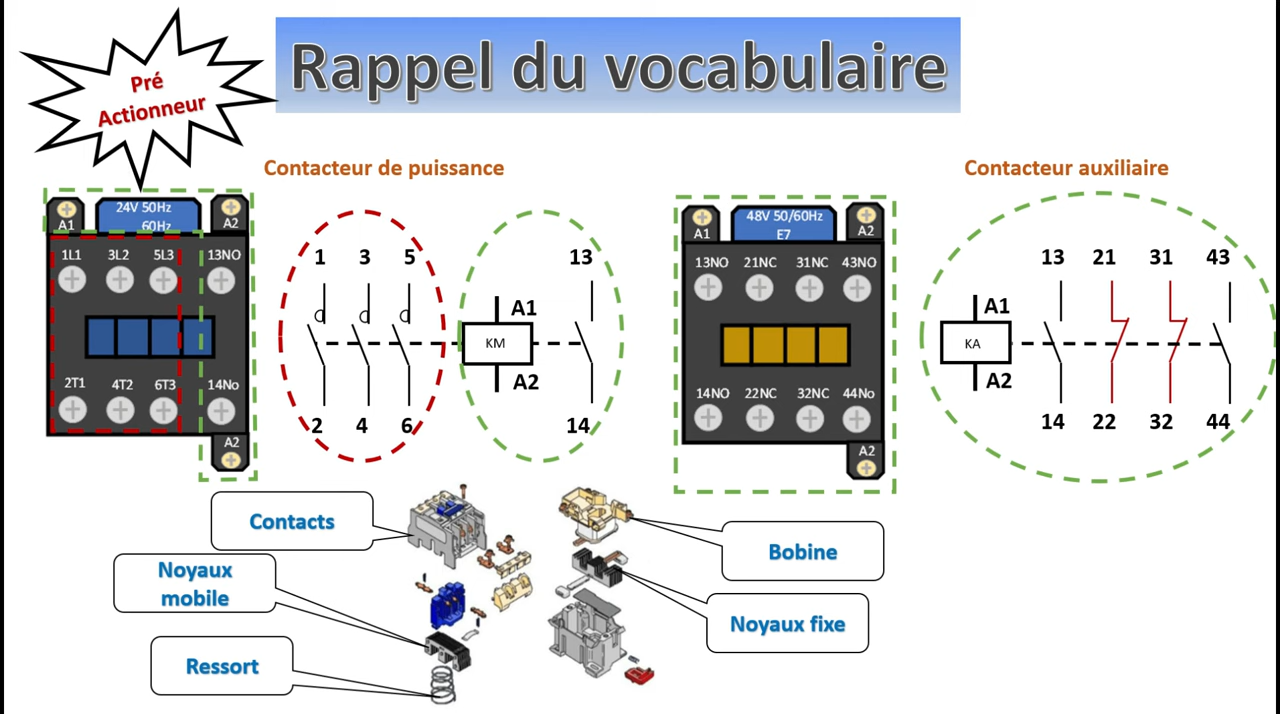 Rappel du vocabulaire
Pré
Actionneur
Contacteur de puissance
Contacteur auxiliaire
24V 50Hz
60Hz
A1
A2
1L1 3L2 5L3 13NO
2T1 4T2 6T3 14No
A2
1 3 5 13
A1
KM
A2
2 4 6 14
48V 50/60Hz
E7
A1
A2
13NO 21NC 31NC 43NO
14NO 22NC 32NC 44No
A2
13 21 31 43
A1
KA
A2
14 22 32 44
Contacts
Noyaux
mobile
Ressort
Bobine
Noyaux fixe